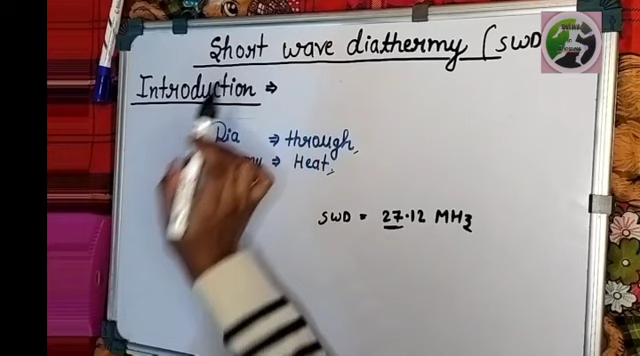 Short wave diathermy (SWD
Introduction ⇒
Dia ⇒ through,
⇒ Heat,
SWD = 27.12 MHz